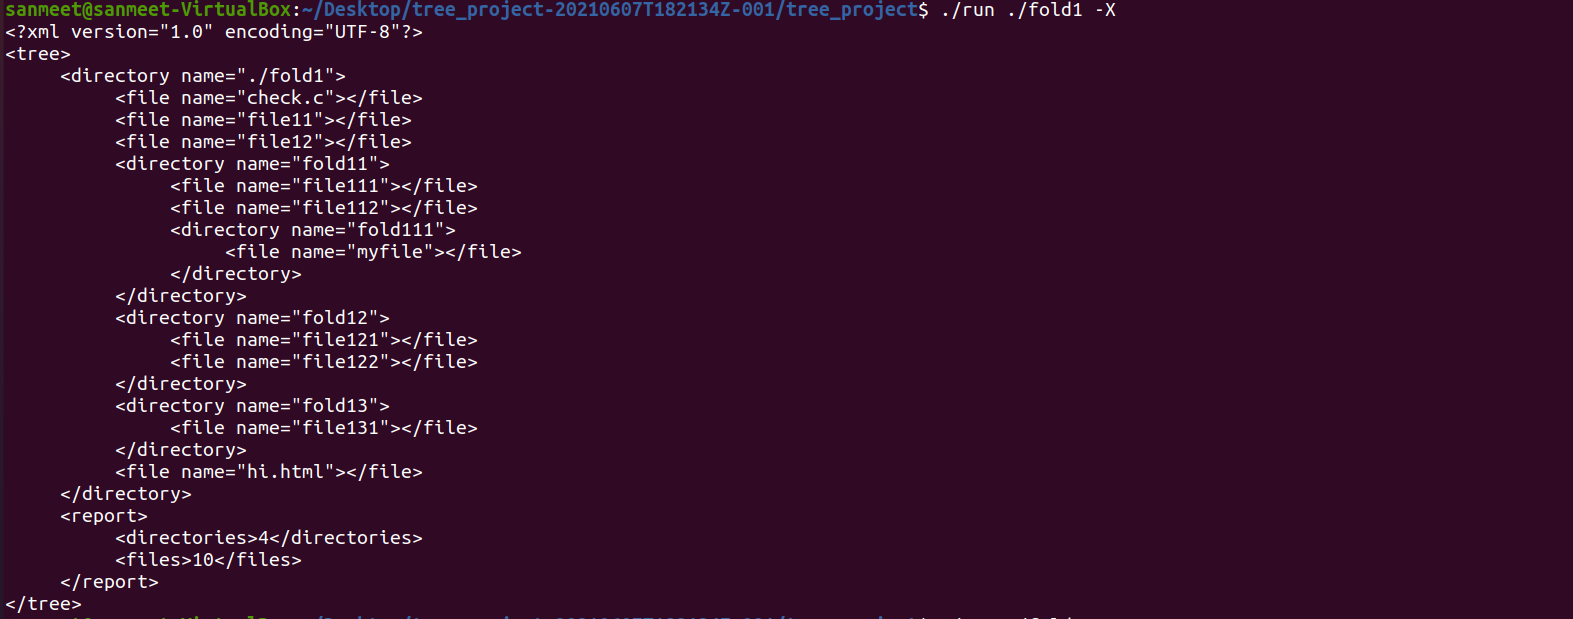 sanmeet@sanmeet-VirtualBox:~/Desktop/tree_project-20210607T182134Z-001/tree_project$ ./run ./fold1 -X
<?xml version="1.0" encoding="UTF-8"?>
<tree>
     <directory name="./fold1">
          <file name="check.c"></file>
          <file name="file11"></file>
          <file name="file12"></file>
          <directory name="fold11">
               <file name="file111"></file>
               <file name="file112"></file>
               <directory name="fold111">
                    <file name="myfile"></file>
               </directory>
          </directory>
          <directory name="fold12">
               <file name="file121"></file>
               <file name="file122"></file>
          </directory>
          <directory name="fold13">
               <file name="file131"></file>
          </directory>
          <file name="hi.html"></file>
     </directory>
     <report>
          <directories>4</directories>
          <files>10</files>
     </report>
</tree>